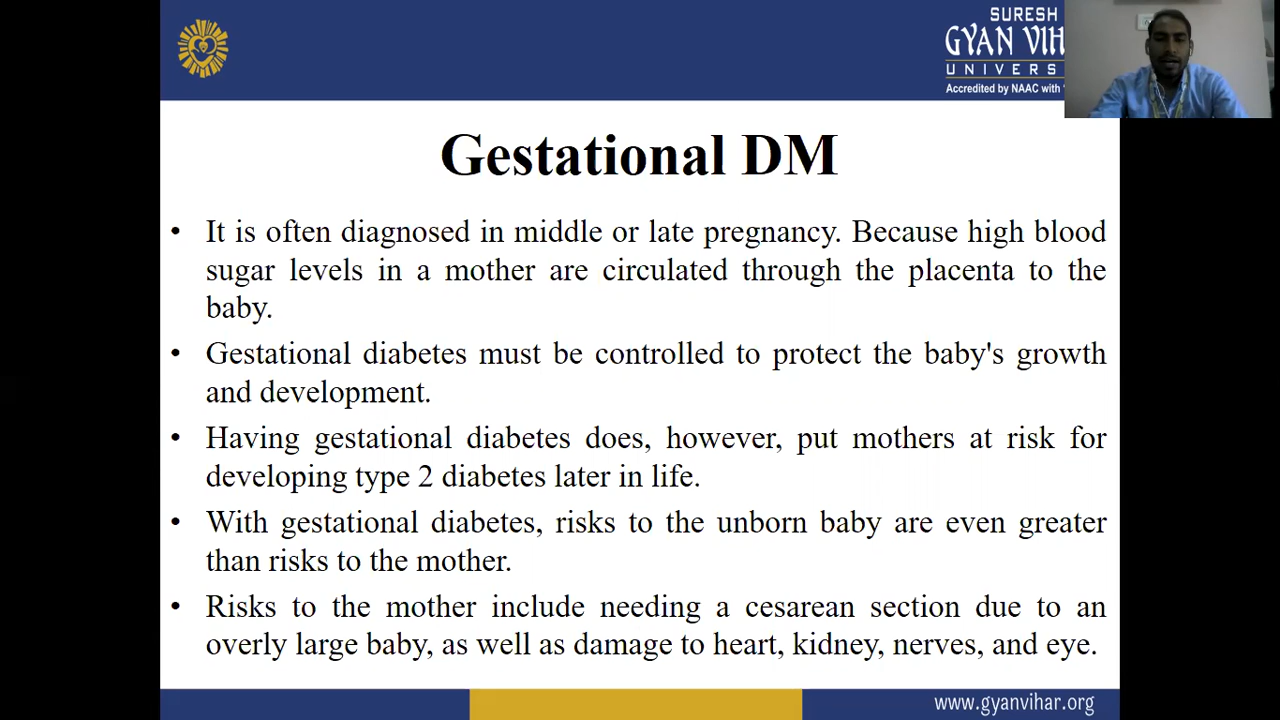 SURESH
GYAN VIH
UNIVERS
Accredited by NAAC with
Gestational DM
• It is often diagnosed in middle or late pregnancy. Because high blood
sugar levels in a mother are circulated through the placenta to the
baby.
• Gestational diabetes must be controlled to protect the baby's growth
and development.
• Having gestational diabetes does, however, put mothers at risk for
developing type 2 diabetes later in life.
• With gestational diabetes, risks to the unborn baby are even greater
than risks to the mother.
• Risks to the mother include needing a cesarean section due to an
overly large baby, as well as damage to heart, kidney, nerves, and eye.
www.gyanvihar.org